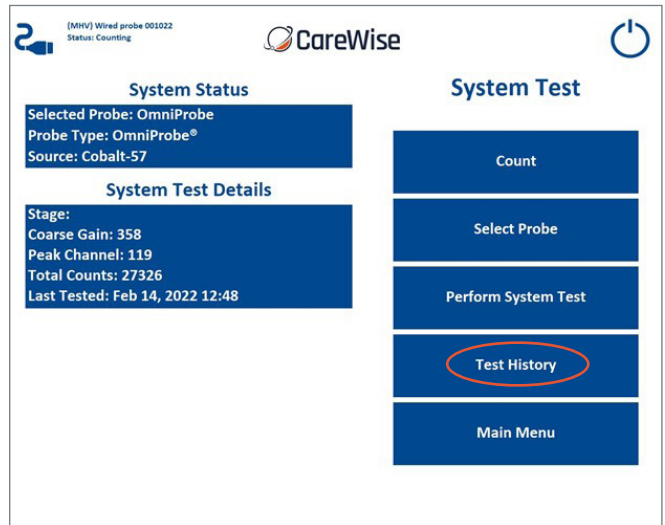 (MHV) Wired probe 001022
Status: Counting
CareWise
System Status
Selected Probe: OmniProbe
Probe Type: OmniProbe®
Source: Cobalt-57
System Test Details
Stage:
Coarse Gain: 358
Peak Channel: 119
Total Counts: 27326
Last Tested: Feb 14, 2022 12:48
System Test
Count
Select Probe
Perform System Test
Test History
Main Menu